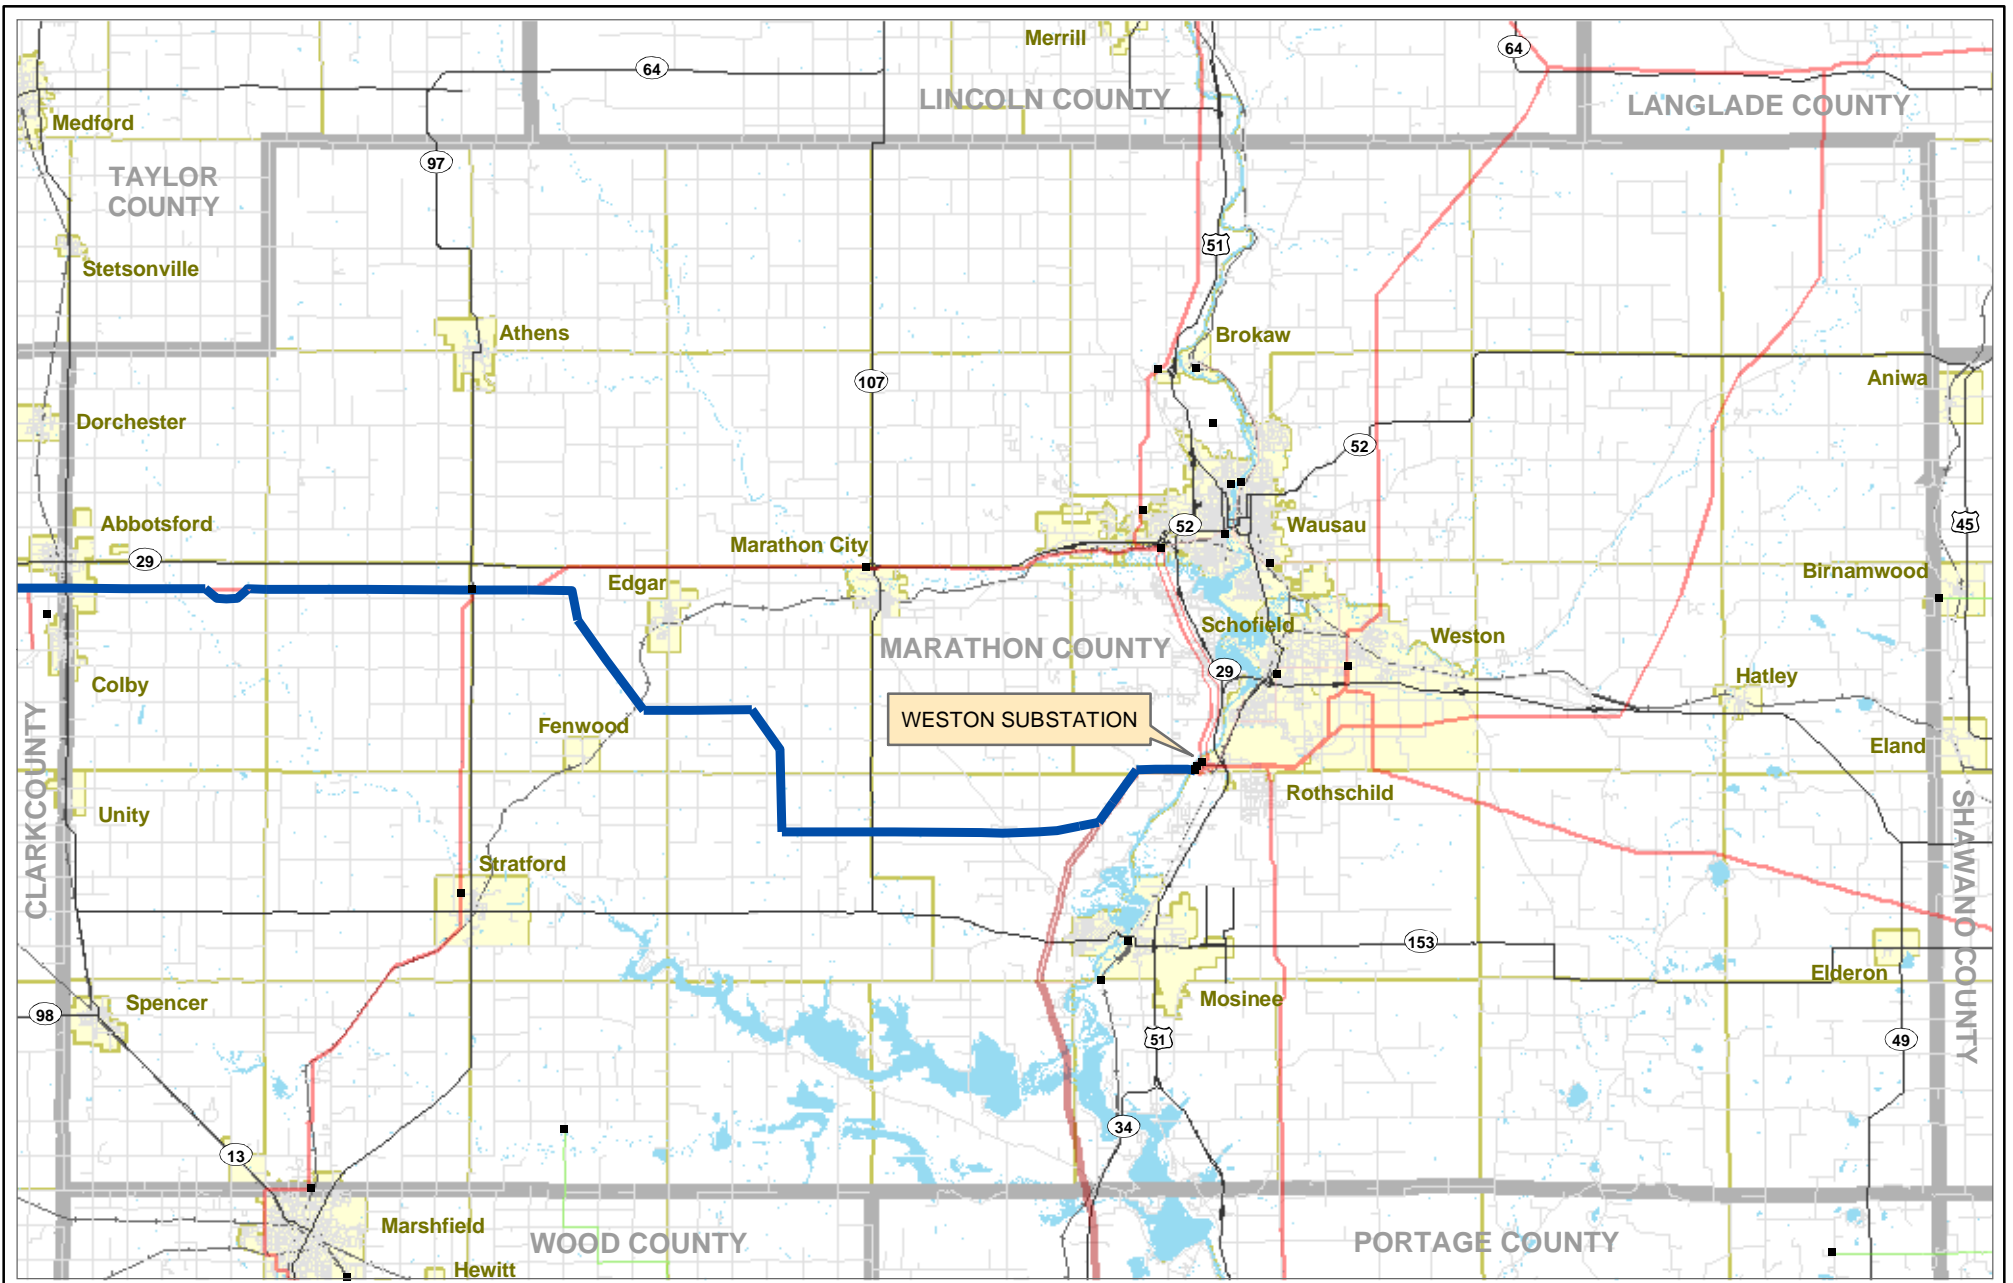 Merrill
64
64
LINCOLN COUNTY
LANGLADE COUNTY
Medford
97
TAYLOR
COUNTY
51
Stetsonville
Athens
Brokaw
107
Aniwa
Dorchester
52
Abbotsford
52
Wausau
45
29
Marathon City
Edgar
Birnamwood
Schofield
Weston
MARATHON COUNTY
29
Colby
Hatley
WESTON SUBSTATION
Fenwood
Eland
Rothschild
Unity
CLARKCOUNTY
SHAWANO COUNTY
Stratford
153
Elderon
Spencer
Mosinee
98
51
49
34
13
Marshfield
WOOD COUNTY
PORTAGE COUNTY
Hewitt